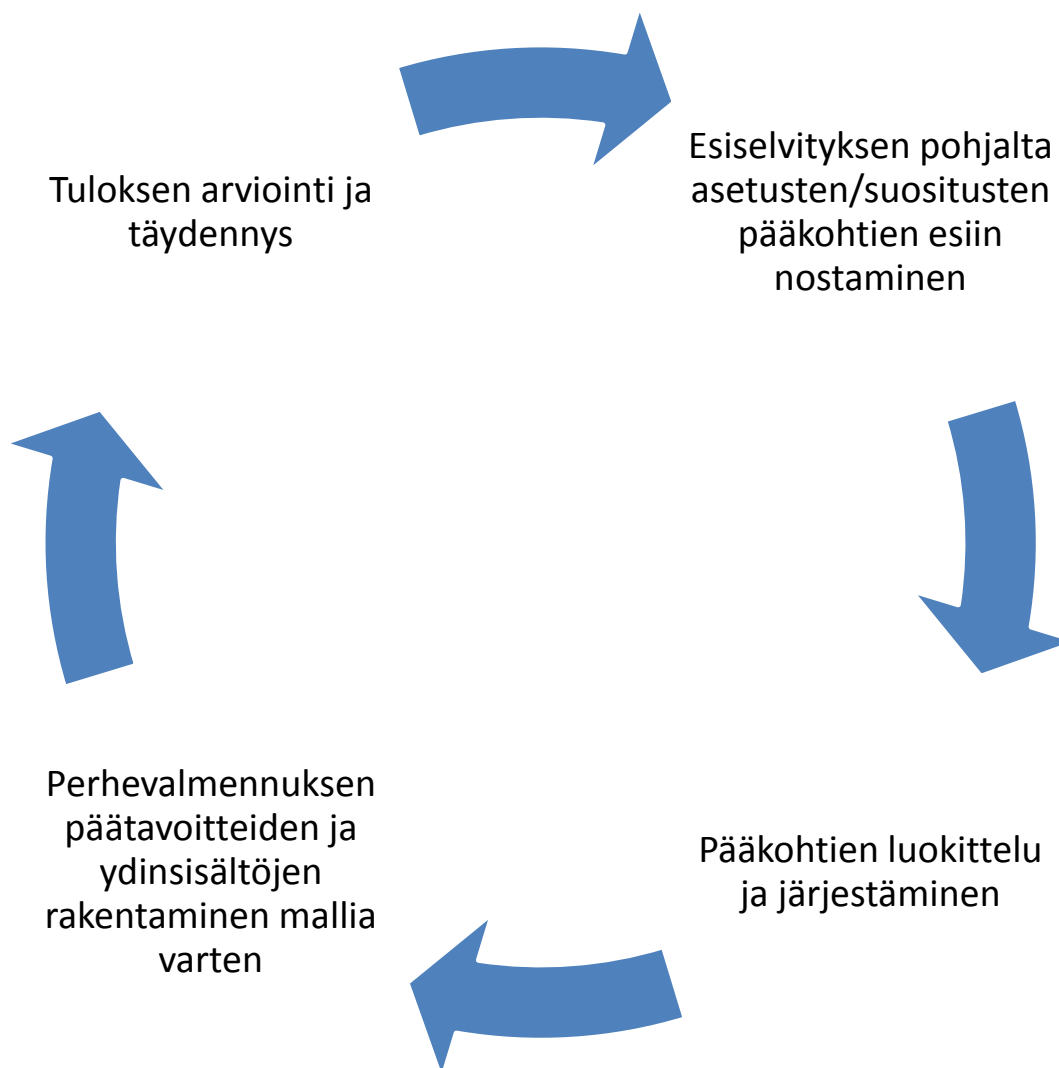 Tuloksen arviointi ja
täydennys
Esiselvityksen pohjalta
asetusten/suositusten
pääkohtien esiin
nostaminen
Pääkohtien luokittelu
ja järjestäminen
Perhevalmennuksen
päätavoitteiden ja
ydinsisältöjen
rakentaminen mallia
varten